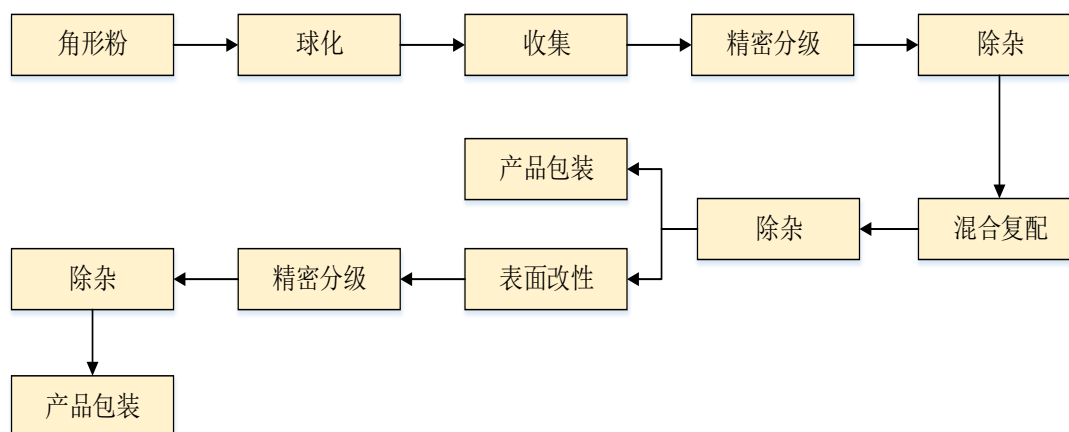 角形粉
球化
收集
精密分级
除杂
产品包装
除杂
混合复配
除杂
精密分级
表面改性
产品包装